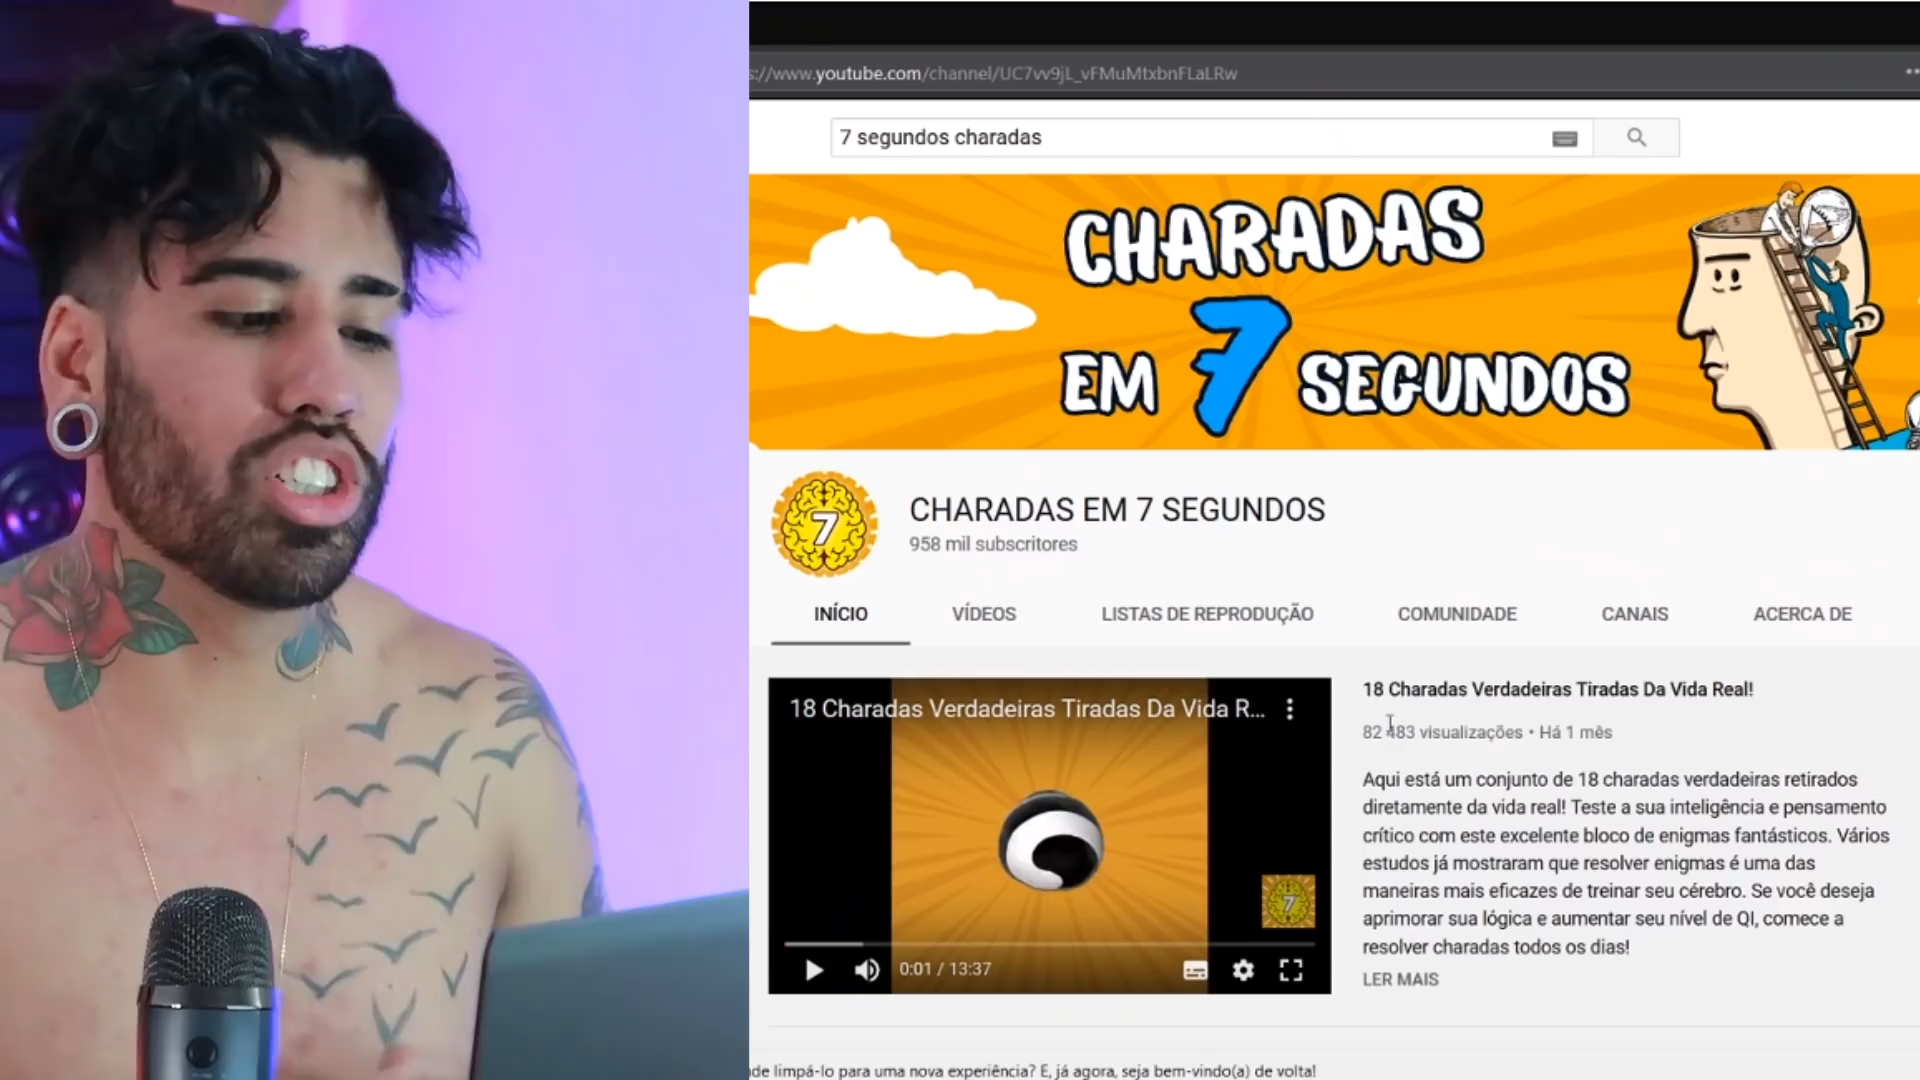 s://www.youtube.com/channel/UC7vv9jL_vFMuMtxbnFLaLRw
7 segundos charadas
CHARADAS
EM 7 SEGUNDOS
7
CHARADAS EM 7 SEGUNDOS
958 mil subscritores
INÍCIO VÍDEOS LISTAS DE REPRODUÇÃO COMUNIDADE CANAIS ACERCA DE
18 Charadas Verdadeiras Tiradas Da Vida R...
7
0:01 / 13:37
18 Charadas Verdadeiras Tiradas Da Vida Real!
82 483 visualizações • Há 1 mês
Aqui está um conjunto de 18 charadas verdadeiras retirados
diretamente da vida real! Teste a sua inteligência e pensamento
crítico com este excelente bloco de enigmas fantásticos. Vários
estudos já mostraram que resolver enigmas é uma das
maneiras mais eficazes de treinar seu cérebro. Se você deseja
aprimorar sua lógica e aumentar seu nível de QI, comece a
resolver charadas todos os dias!
LER MAIS
de limpá-lo para uma nova experiência? E, já agora, seja bem-vindo(a) de volta!